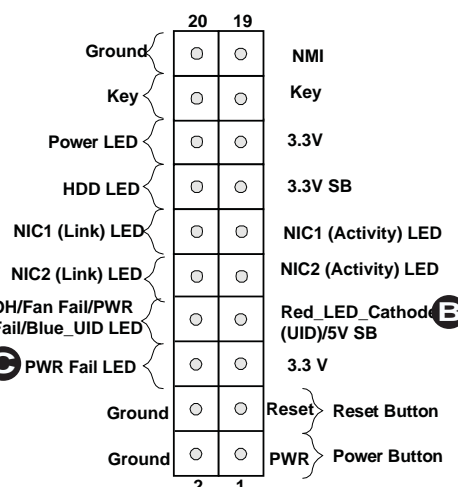 20 19
Ground NMI
Key Key
Power LED 3.3V
HDD LED 3.3V SB
NIC1 (Link) LED NIC1 (Activity) LED
NIC2 (Link) LED NIC2 (Activity) LED
OH/Fan Fail/PWR Red_LED_Cathode B
Fail/Blue_UID LED (UID)/5V SB
C PWR Fail LED 3.3 V
Ground Reset Reset Button
Ground PWR Power Button
2 1